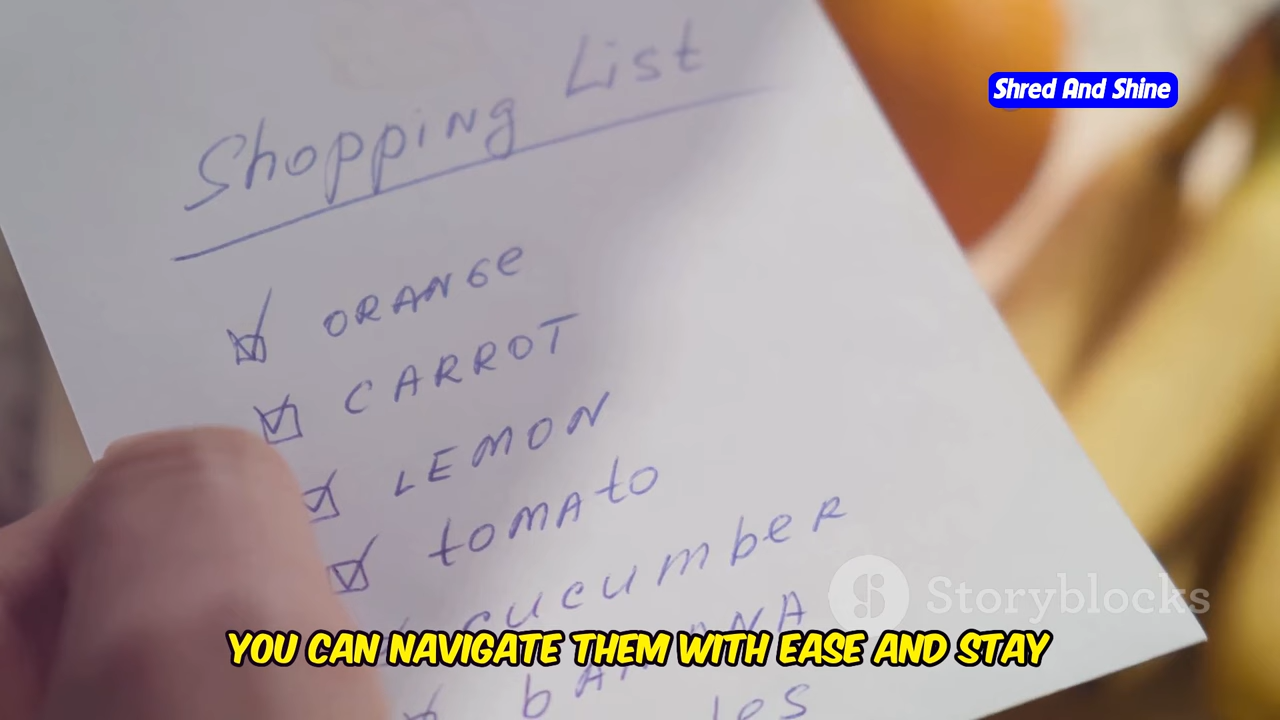 Shopping List
Shred And Shine
ORANGe
CARROT
LEMON
tOMAtO
cucumber
Storyblocks
YOU CAN NAVIGATE THEM WITH EASE AND STAY